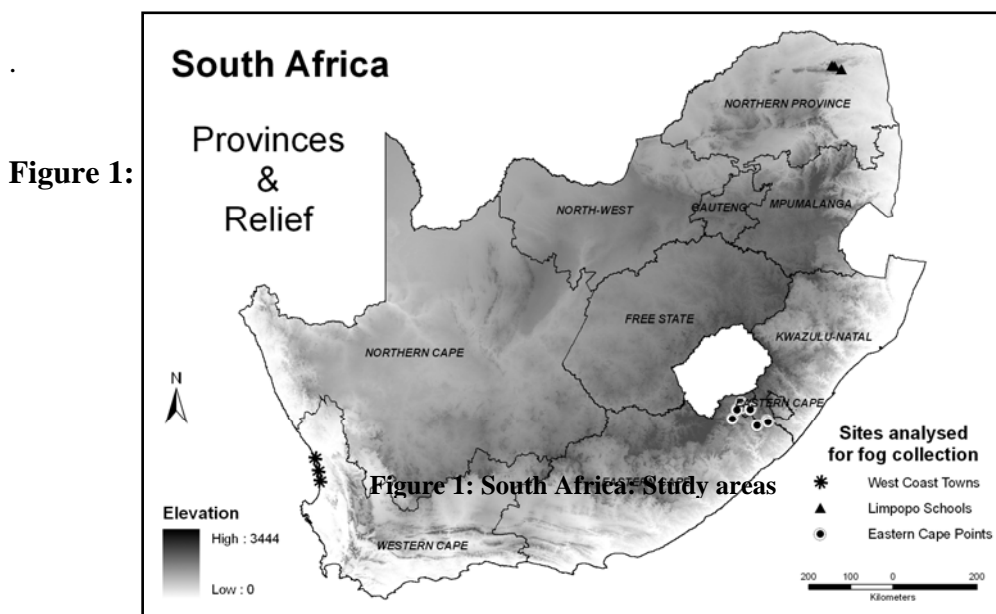 .
Figure 1:
South Africa
Provinces
&
Relief
NORTHERN PROVINCE
NORTH-WEST
GAUTENG
MPUMALANGA
FREE STATE
KWAZULU-NATAL
NORTHERN CAPE
N
EASTERN CAPE
Sites analysed
for fog collection
West Coast Towns
Limpopo Schools
Eastern Cape Points
EASTERN CAPE
Figure 1: South Africa: Study areas
Elevation
High : 3444
Low : 0
WESTERN CAPE
200 100 0 200
Kilometers